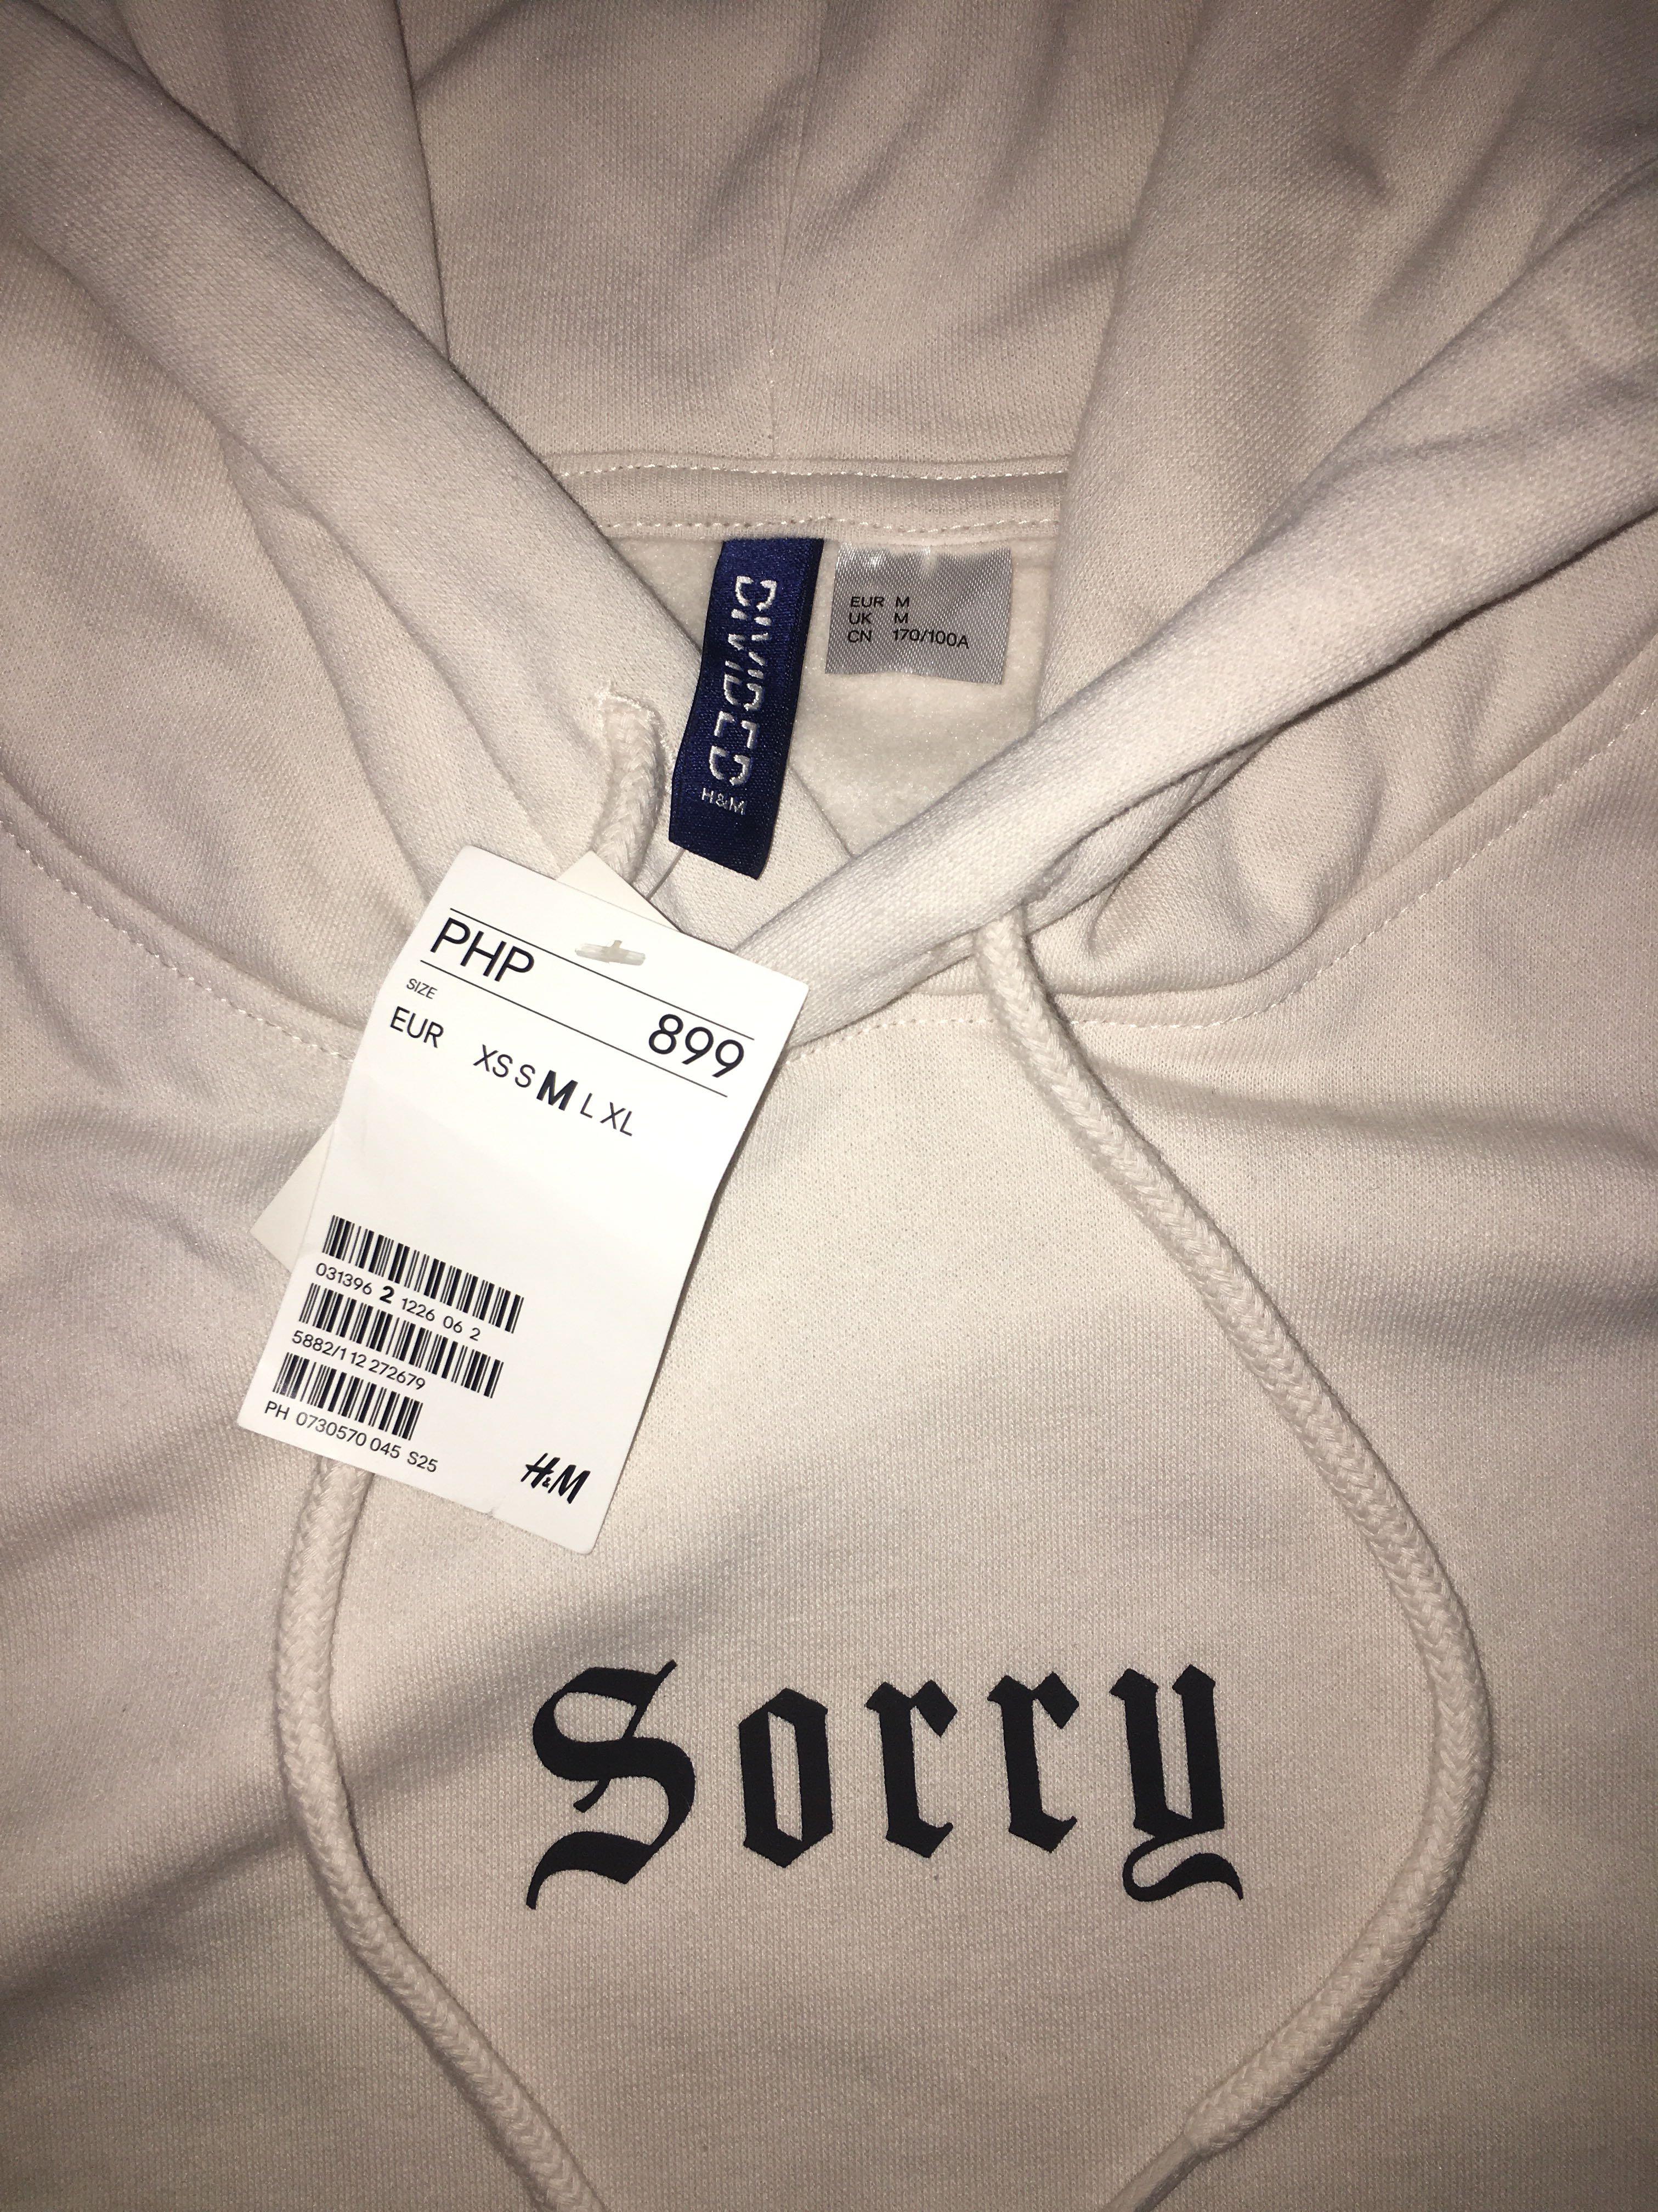 DIVIDED
H&M
EUR M
UK M
CN 170/100A
PHP
899
SIZE
EUR XS S M L XL
031396 2 1226 06 2
5882/1 12 272679
PH 0730570 045 S25
H&M
Sorry